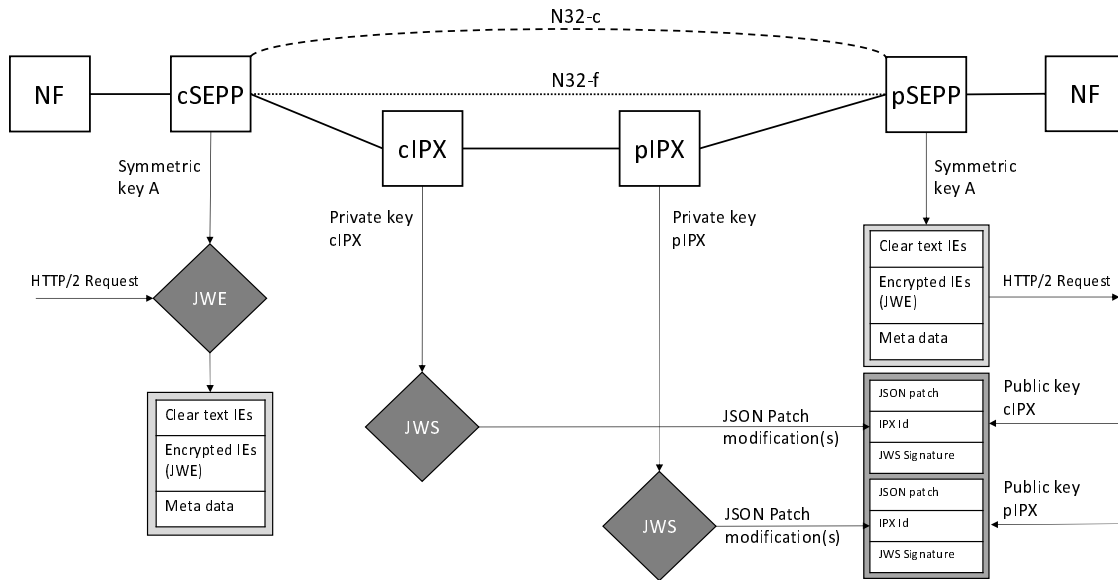 N32-c
N32-f
NF
cSEPP
pSEPP
NF
cIPX
pIPX
Symmetric
key A
Private key
cIPX
Private key
pIPX
Symmetric
key A
HTTP/2 Request
JWE
Clear text IEs
Encrypted IEs
(JWE)
Meta data
HTTP/2 Request
Clear text IEs
Encrypted IEs
(JWE)
Meta data
JWS
JSON Patch
modification(s)
JSON patch
IPX Id
JWS Signature
Public key
cIPX
JWS
JSON Patch
modification(s)
JSON patch
IPX Id
JWS Signature
Public key
pIPX